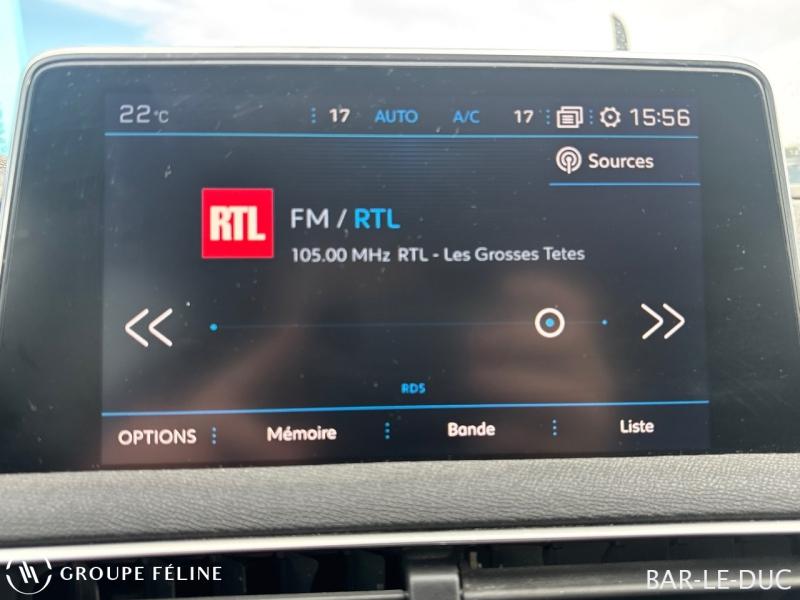 22°C 17 AUTO A/C 17 15:56
Sources
RTL
FM / RTL
105.00 MHz RTL - Les Grosses Tetes
RDS
OPTIONS Mémoire Bande Liste
GROUPE FÉLINE
BAR-LE-DUC